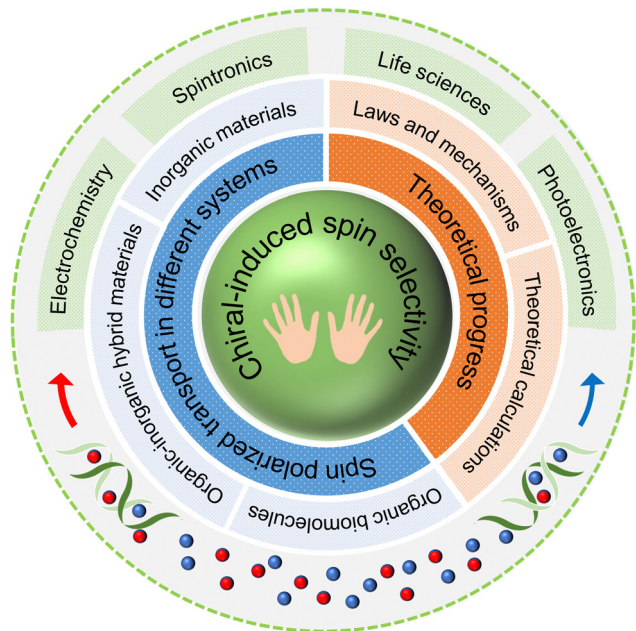 Spintronics
Life sciences
Electrochemistry
Photoelectronics
Inorganic materials
Laws and mechanisms
Organic-inorganic hybrid materials
Theoretical calculations
Organic biomolecules
Spin polarized transport in different systems
Theoretical progress
Chiral-induced spin selectivity